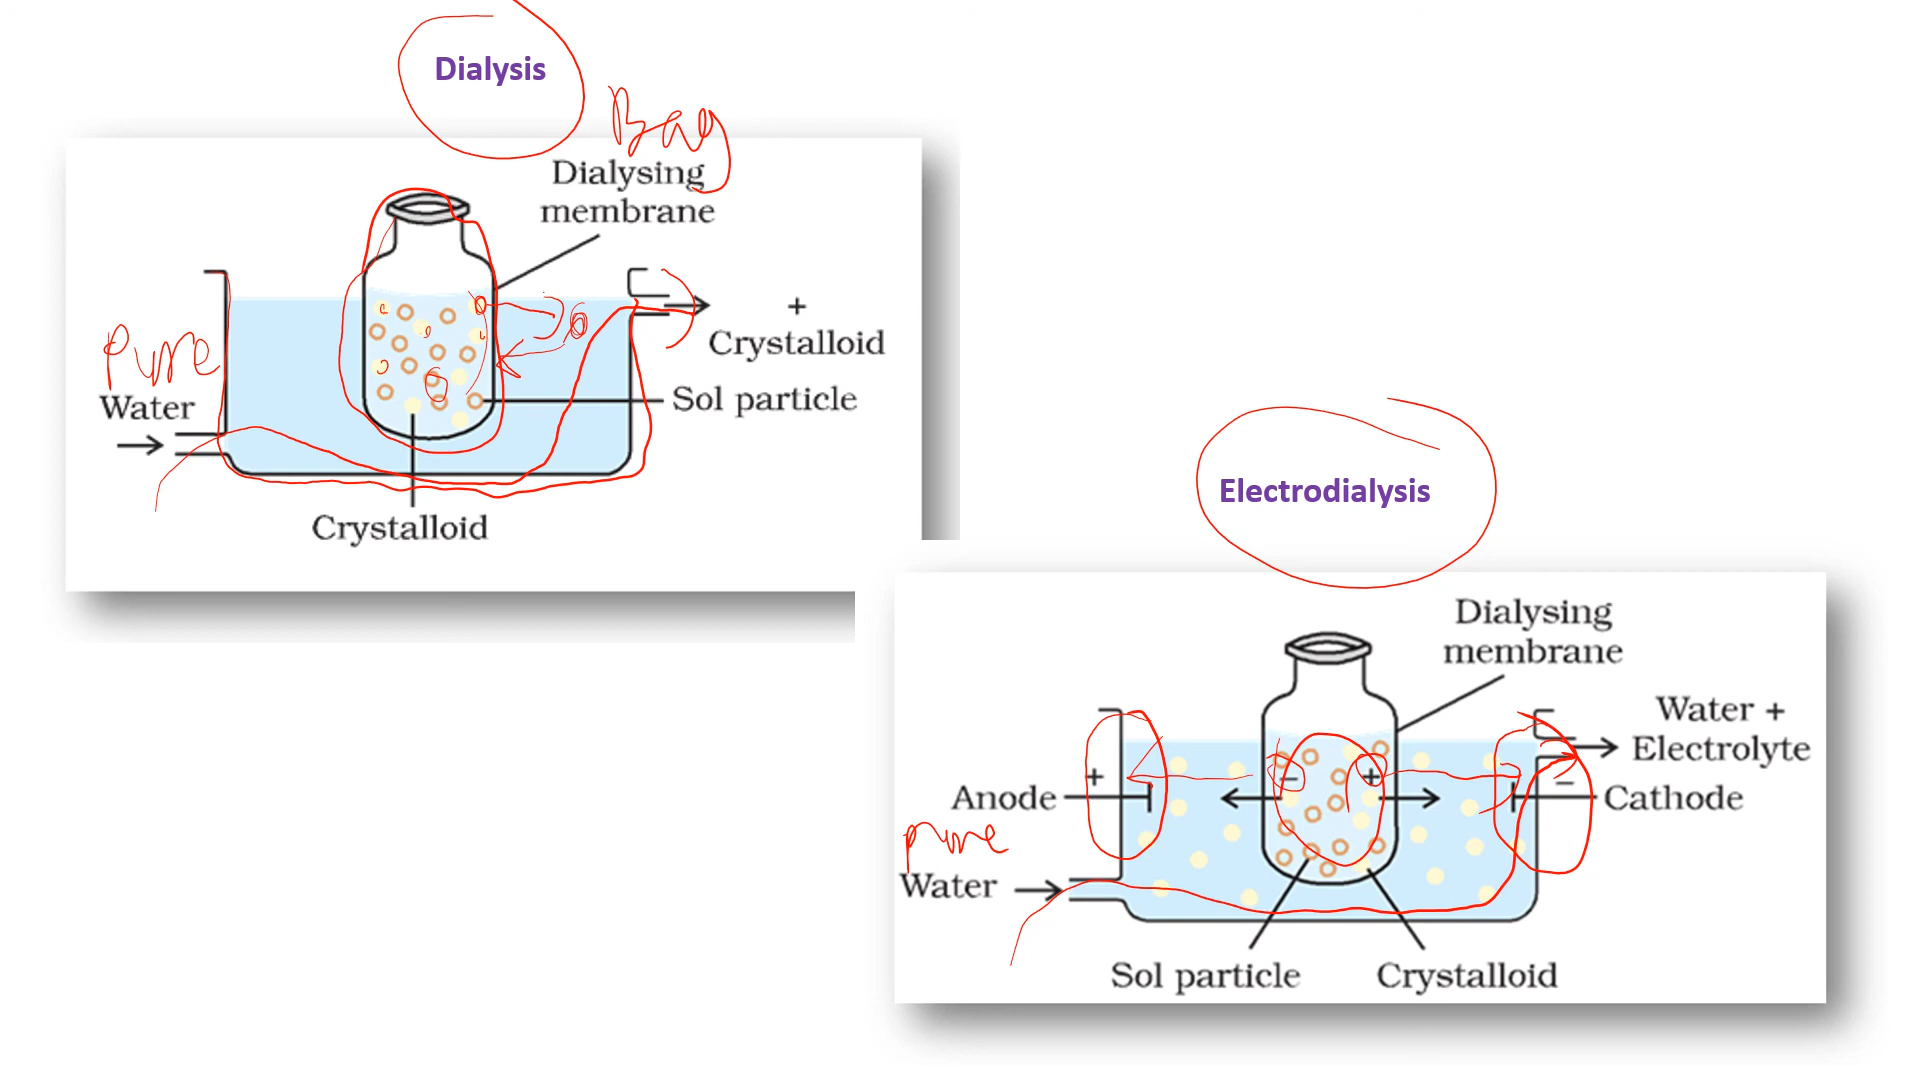 Dialysis
Bag
Dialysing
membrane
+
Crystalloid
Pure
Water
Sol particle
Crystalloid
Electrodialysis
Dialysing
membrane
Water +
Electrolyte
+
−
+
−
Anode
Cathode
Pure
Water
Sol particle
Crystalloid